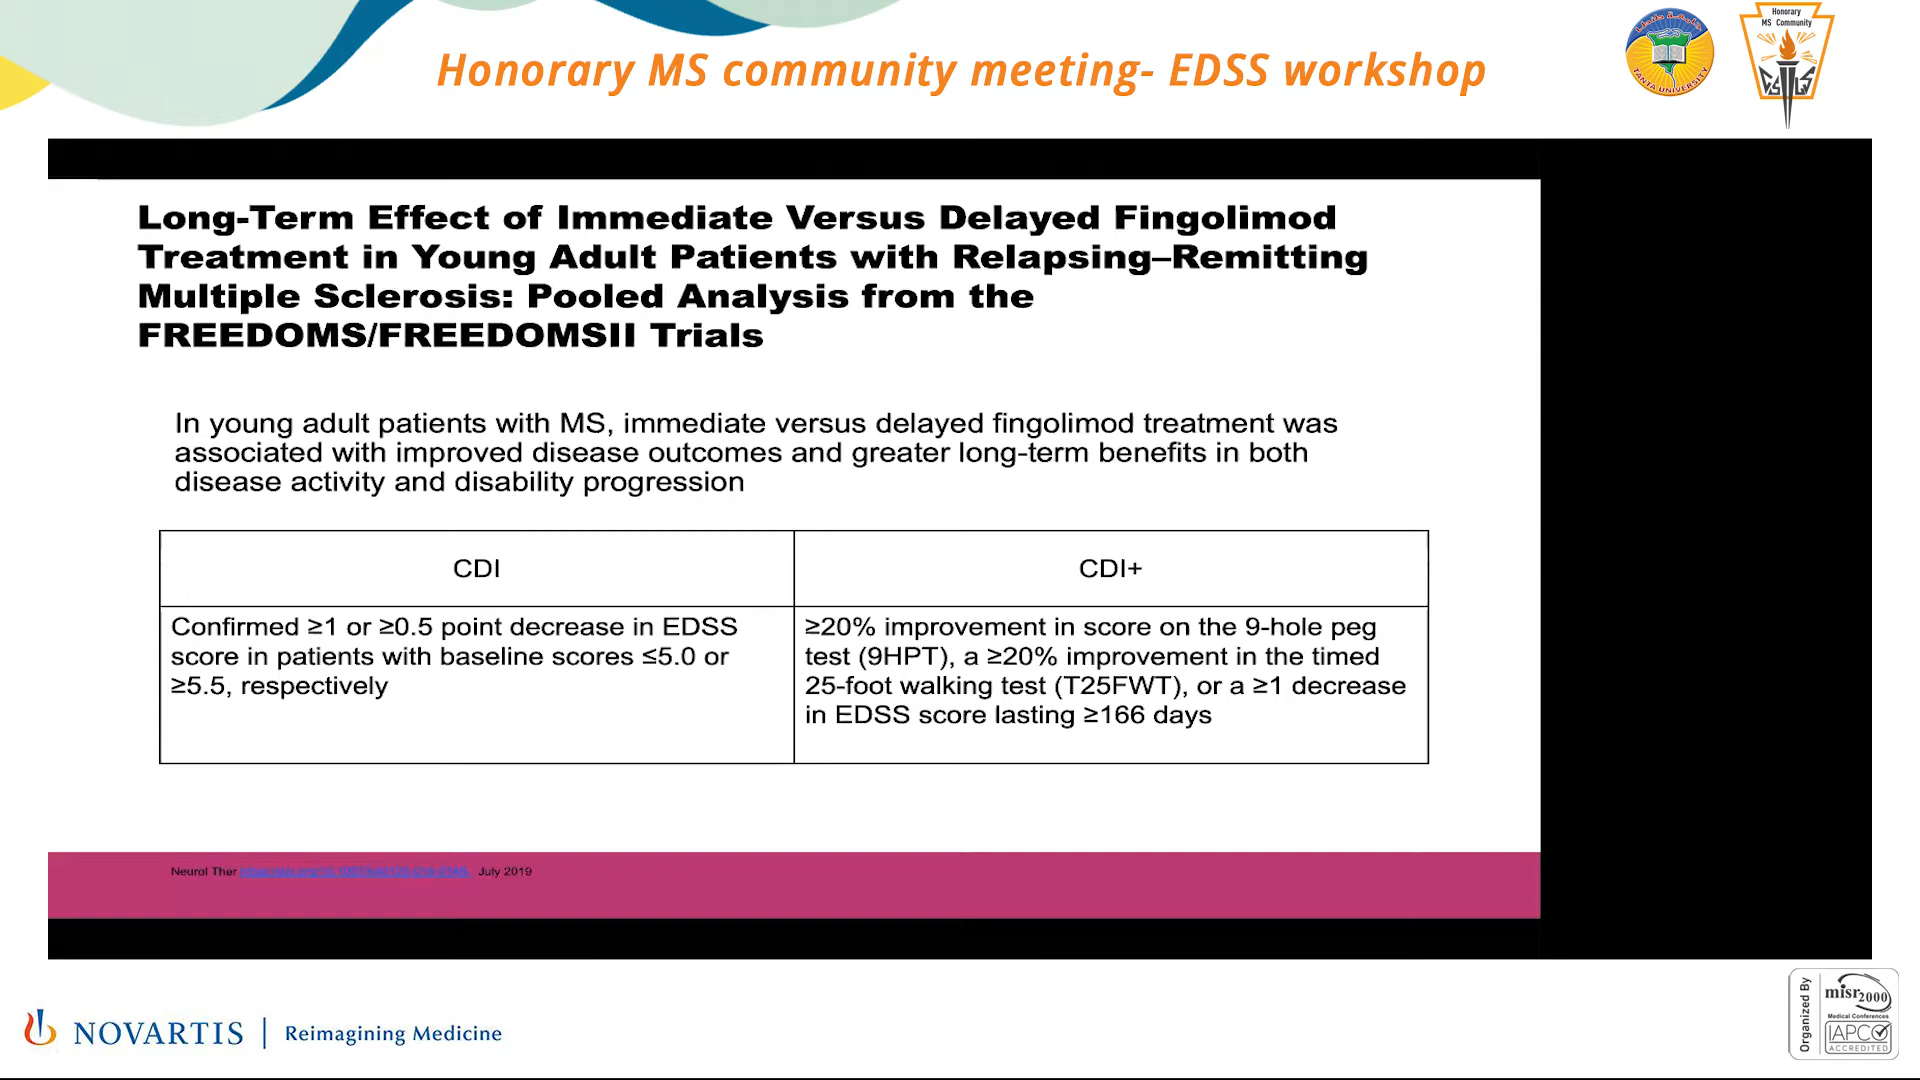 Honorary MS community meeting- EDSS workshop
TANTA UNIVERSITY
Honorary
MS Community
Long-Term Effect of Immediate Versus Delayed Fingolimod
Treatment in Young Adult Patients with Relapsing–Remitting
Multiple Sclerosis: Pooled Analysis from the
FREEDOMS/FREEDOMSII Trials
In young adult patients with MS, immediate versus delayed fingolimod treatment was
associated with improved disease outcomes and greater long-term benefits in both
disease activity and disability progression
CDI
CDI+
Confirmed ≥1 or ≥0.5 point decrease in EDSS
score in patients with baseline scores ≤5.0 or
≥5.5, respectively
≥20% improvement in score on the 9-hole peg
test (9HPT), a ≥20% improvement in the timed
25-foot walking test (T25FWT), or a ≥1 decrease
in EDSS score lasting ≥166 days
Neurol Ther July 2019
NOVARTIS | Reimagining Medicine
Organized By
misr2000
Medical Conferences
IAPCO
ACCREDITED